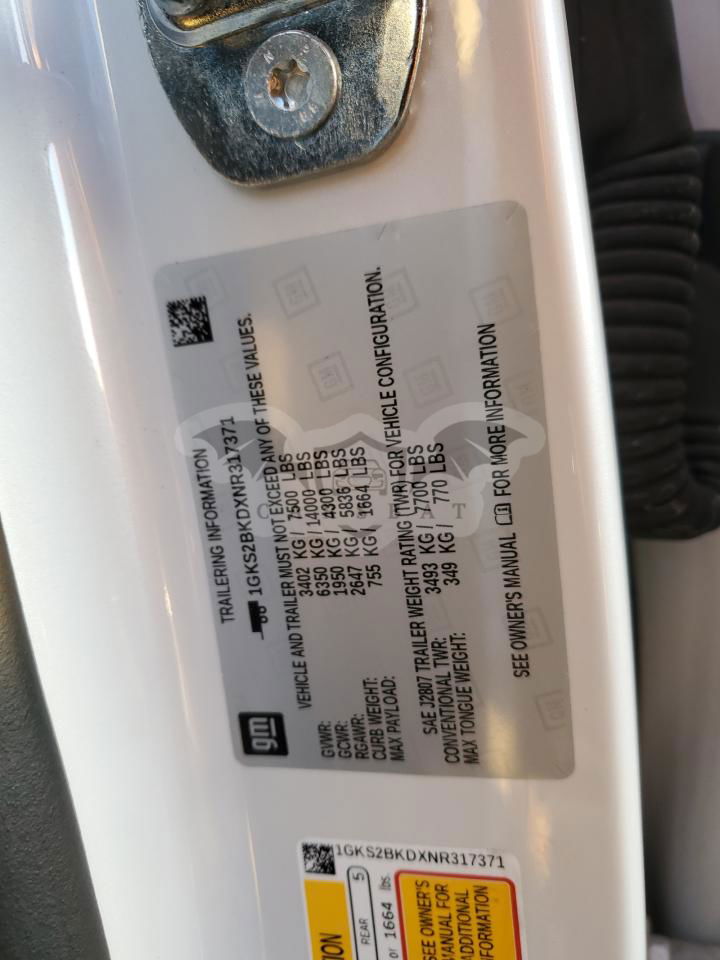 TRAILERING INFORMATION
1GKS2BKDXNR317371
gm
VEHICLE AND TRAILER MUST NOT EXCEED ANY OF THESE VALUES.
GVWR: 3402 KG / 7500 LBS
GCWR: 6350 KG / 14000 LBS
RGAWR: 1950 KG / 4300 LBS
CURB WEIGHT: 2647 KG / 5836 LBS
MAX PAYLOAD: 755 KG / 1664 LBS
SAE J2807 TRAILER WEIGHT RATING (TWR) FOR VEHICLE CONFIGURATION.
CONVENTIONAL TWR: 3493 KG / 7700 LBS
MAX TONGUE WEIGHT: 349 KG / 770 LBS
SEE OWNER'S MANUAL FOR MORE INFORMATION
1GKS2BKDXNR317371
REAR 5
or 1664 lbs.
SEE OWNER'S
MANUAL FOR
ADDITIONAL
INFORMATION